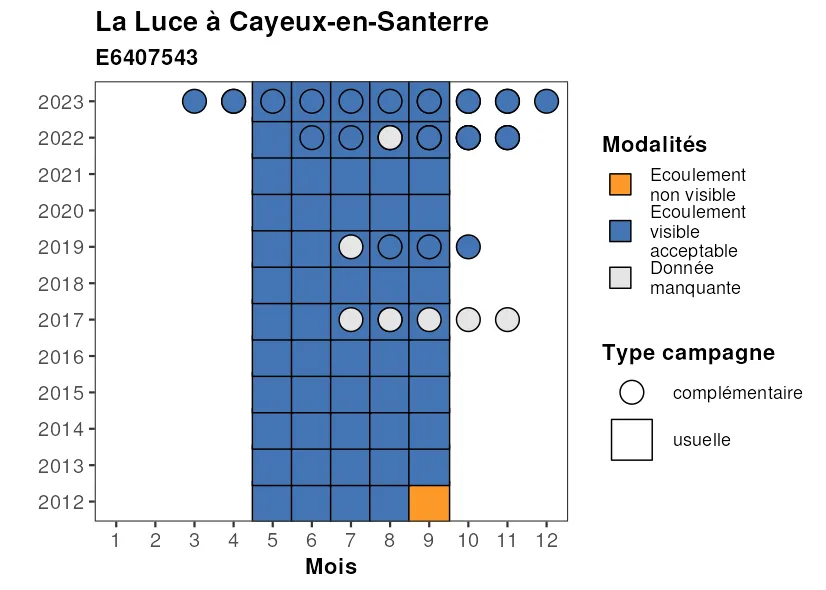 La Luce à Cayeux-en-Santerre
E6407543
2023
2022
2021
2020
2019
2018
2017
2016
2015
2014
2013
2012
1 2 3 4 5 6 7 8 9 10 11 12
Mois
Modalités
Ecoulement
non visible
Ecoulement
visible
acceptable
Donnée
manquante
Type campagne
complémentaire
usuelle